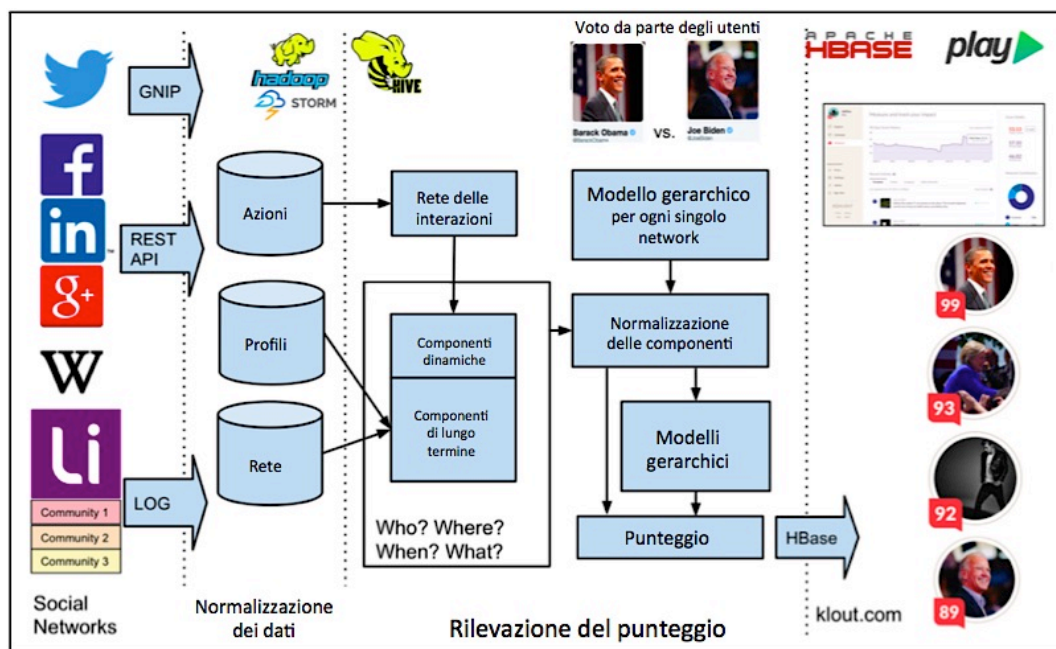 Voto da parte degli utenti
APACHE
HBASE
play
hadoop
STORM
HIVE
GNIP
Barack Obama
VS.
Joe Biden
f
in
REST
API
g+
W
Li
LOG
Community 1
Community 2
Community 3
Azioni
Profili
Rete
Rete delle
interazioni
Componenti
dinamiche
Componenti
di lungo
termine
Who? Where?
When? What?
Modello gerarchico
per ogni singolo
network
Normalizzazione
delle componenti
Modelli
gerarchici
Punteggio
HBase
99
93
92
89
Social
Networks
Normalizzazione
dei dati
Rilevazione del punteggio
klout.com